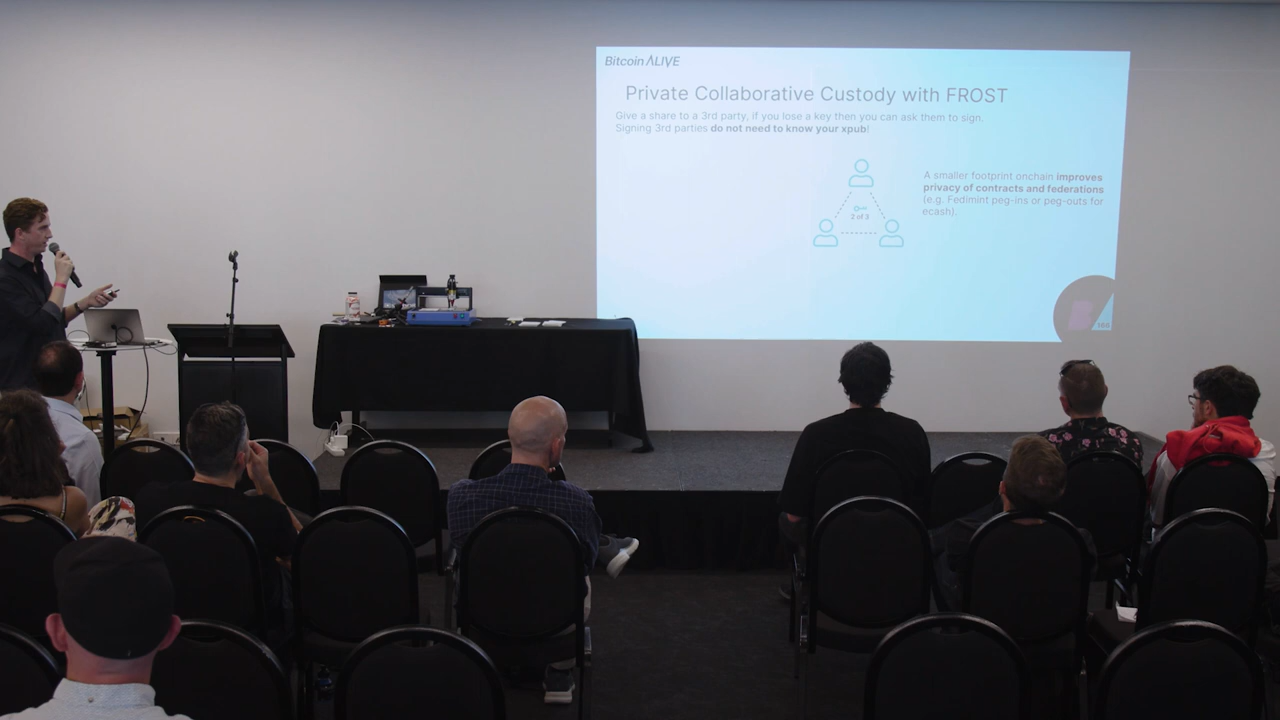 Bitcoin ALIVE
Private Collaborative Custody with FROST
Give a share to a 3rd party, if you lose a key then you can ask them to sign.
Signing 3rd parties do not need to know your xpub!
A smaller footprint onchain improves
privacy of contracts and federations
(e.g. Fedimint peg-ins or peg-outs for
ecash).
2 of 3